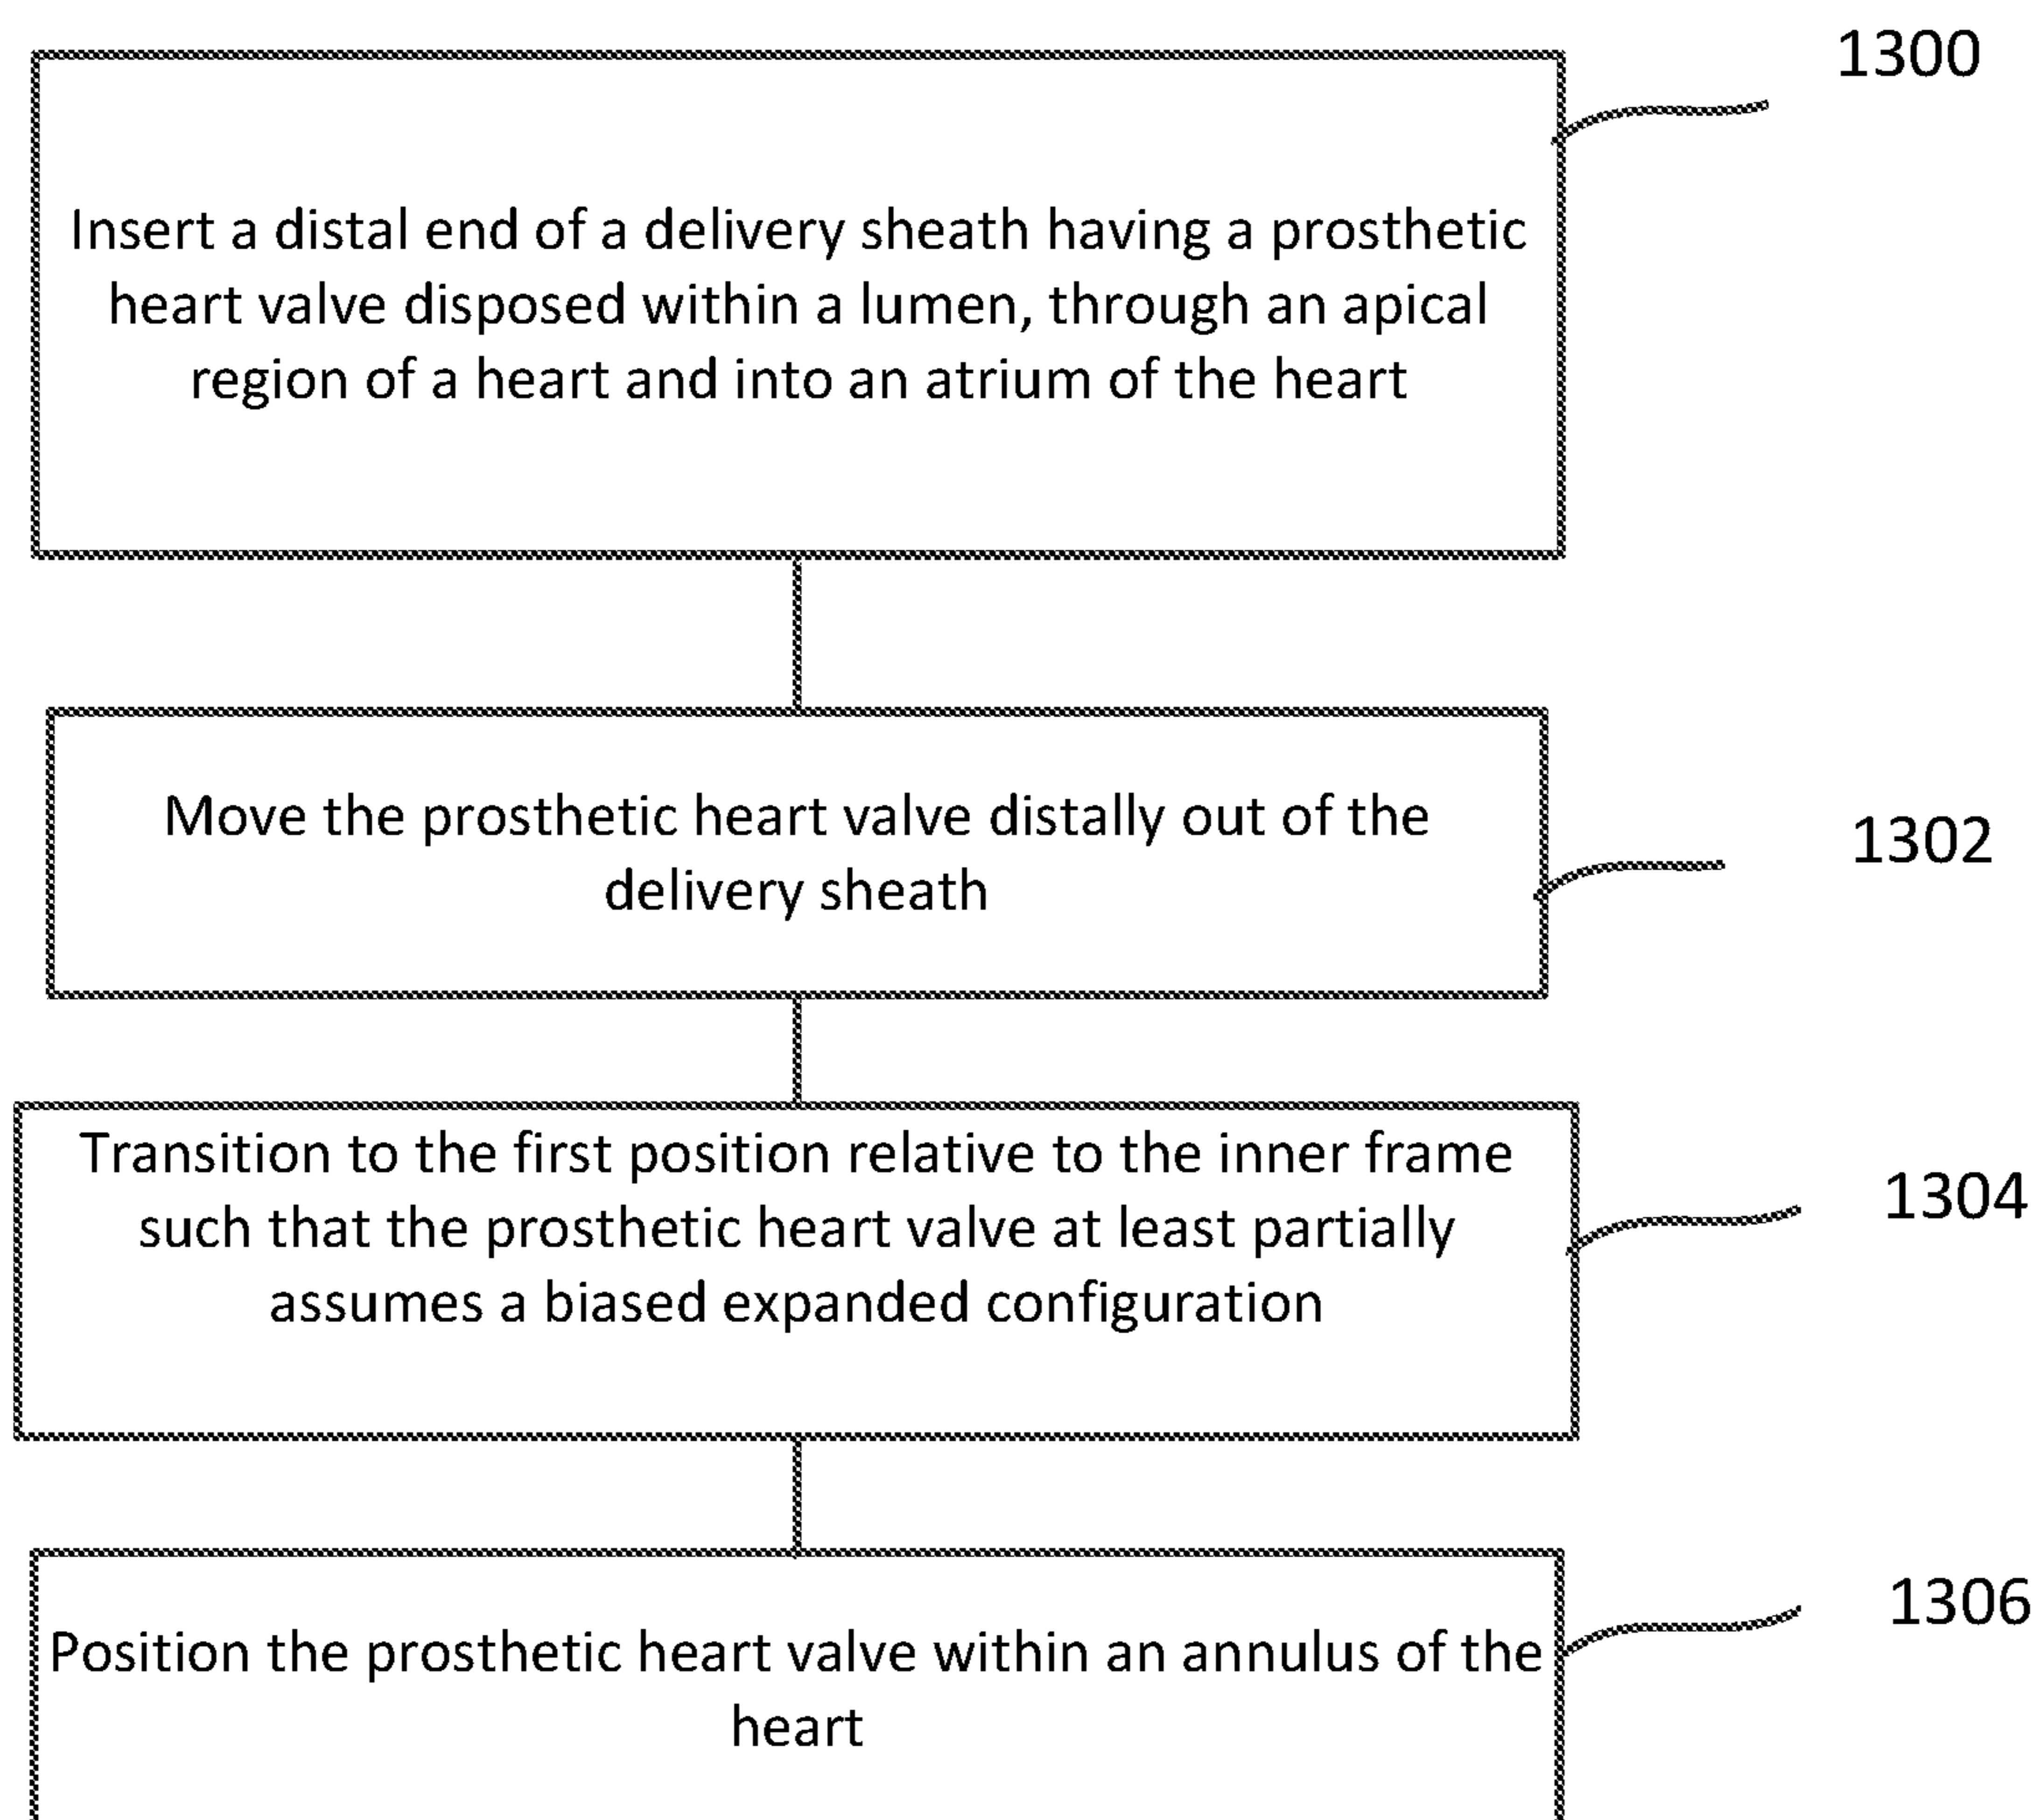 1300
Insert a distal end of a delivery sheath having a prosthetic
heart valve disposed within a lumen, through an apical
region of a heart and into an atrium of the heart
Move the prosthetic heart valve distally out of the
delivery sheath
1302
Transition to the first position relative to the inner frame
such that the prosthetic heart valve at least partially
assumes a biased expanded configuration
1304
Position the prosthetic heart valve within an annulus of the
heart
1306